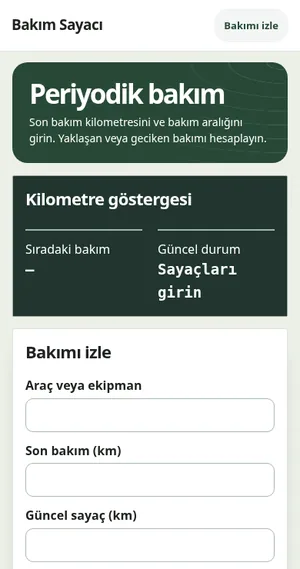 Bakım Sayacı
Bakımı izle
Periyodik bakım
Son bakım kilometresini ve bakım aralığını
girin. Yaklaşan veya geciken bakımı hesaplayın.
Kilometre göstergesi
Sıradaki bakım
—
Güncel durum
Sayaçları
girin
Bakımı izle
Araç veya ekipman
Son bakım (km)
Güncel sayaç (km)